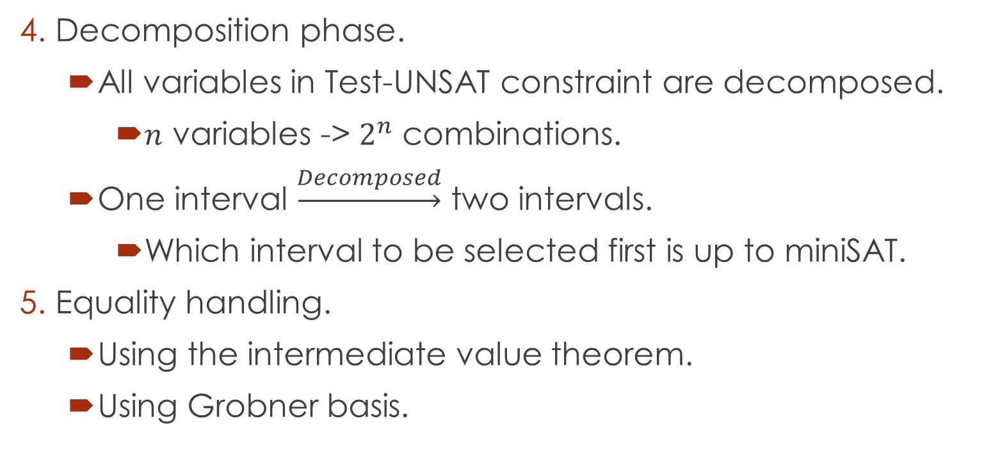 4. Decomposition phase.
All variables in Test-UNSAT constraint are decomposed.
n variables -> 2ⁿ combinations.
One interval \xrightarrow{Decomposed} two intervals.
Which interval to be selected first is up to miniSAT.
5. Equality handling.
Using the intermediate value theorem.
Using Grobner basis.